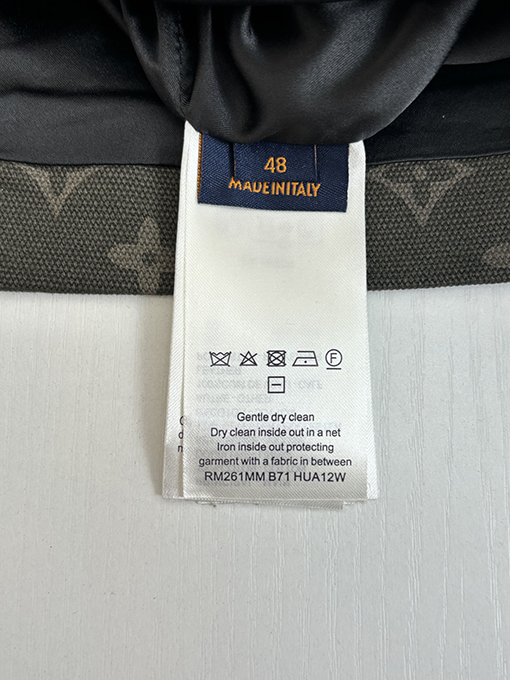 48
MADE IN ITALY
F
Gentle dry clean
Dry clean inside out in a net
Iron inside out protecting
garment with a fabric in between
RM261MM B71 HUA12W